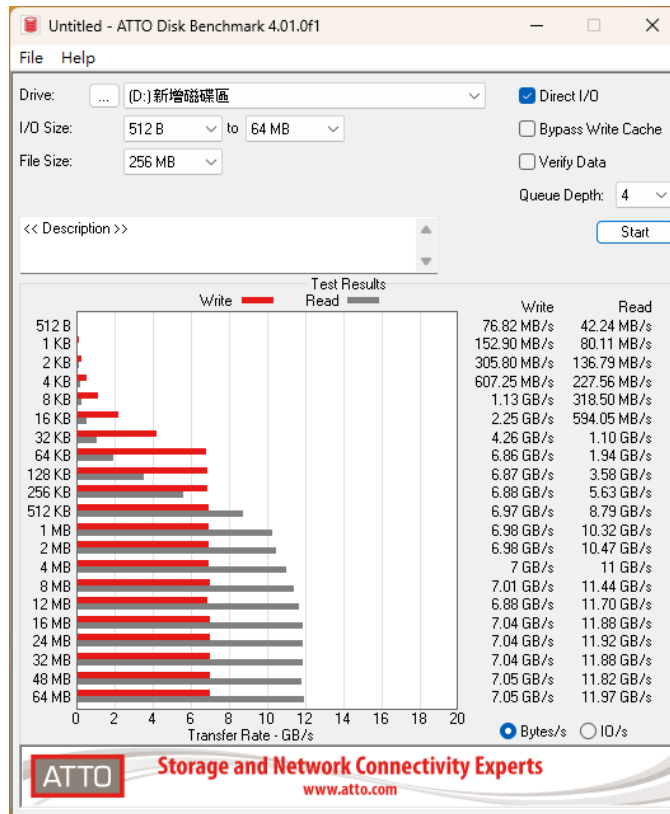 Untitled - ATTO Disk Benchmark 4.01.0f1
File Help
Drive: ... (D:)新增磁碟區 Direct I/O
I/O Size: 512 B to 64 MB Bypass Write Cache
File Size: 256 MB Verify Data
Queue Depth: 4
<< Description >> Start
Test Results
Write Read Write Read
512 B 76.82 MB/s 42.24 MB/s
1 KB 152.90 MB/s 80.11 MB/s
2 KB 305.80 MB/s 136.79 MB/s
4 KB 607.25 MB/s 227.56 MB/s
8 KB 1.13 GB/s 318.50 MB/s
16 KB 2.25 GB/s 594.05 MB/s
32 KB 4.26 GB/s 1.10 GB/s
64 KB 6.86 GB/s 1.94 GB/s
128 KB 6.87 GB/s 3.58 GB/s
256 KB 6.88 GB/s 5.63 GB/s
512 KB 6.97 GB/s 8.79 GB/s
1 MB 6.98 GB/s 10.32 GB/s
2 MB 6.98 GB/s 10.47 GB/s
4 MB 7 GB/s 11 GB/s
8 MB 7.01 GB/s 11.44 GB/s
12 MB 6.88 GB/s 11.70 GB/s
16 MB 7.04 GB/s 11.88 GB/s
24 MB 7.04 GB/s 11.92 GB/s
32 MB 7.04 GB/s 11.88 GB/s
48 MB 7.05 GB/s 11.82 GB/s
64 MB 7.05 GB/s 11.97 GB/s
0 2 4 6 8 10 12 14 16 18 20
Transfer Rate - GB/s Bytes/s IO/s
ATTO Storage and Network Connectivity Experts
www.atto.com